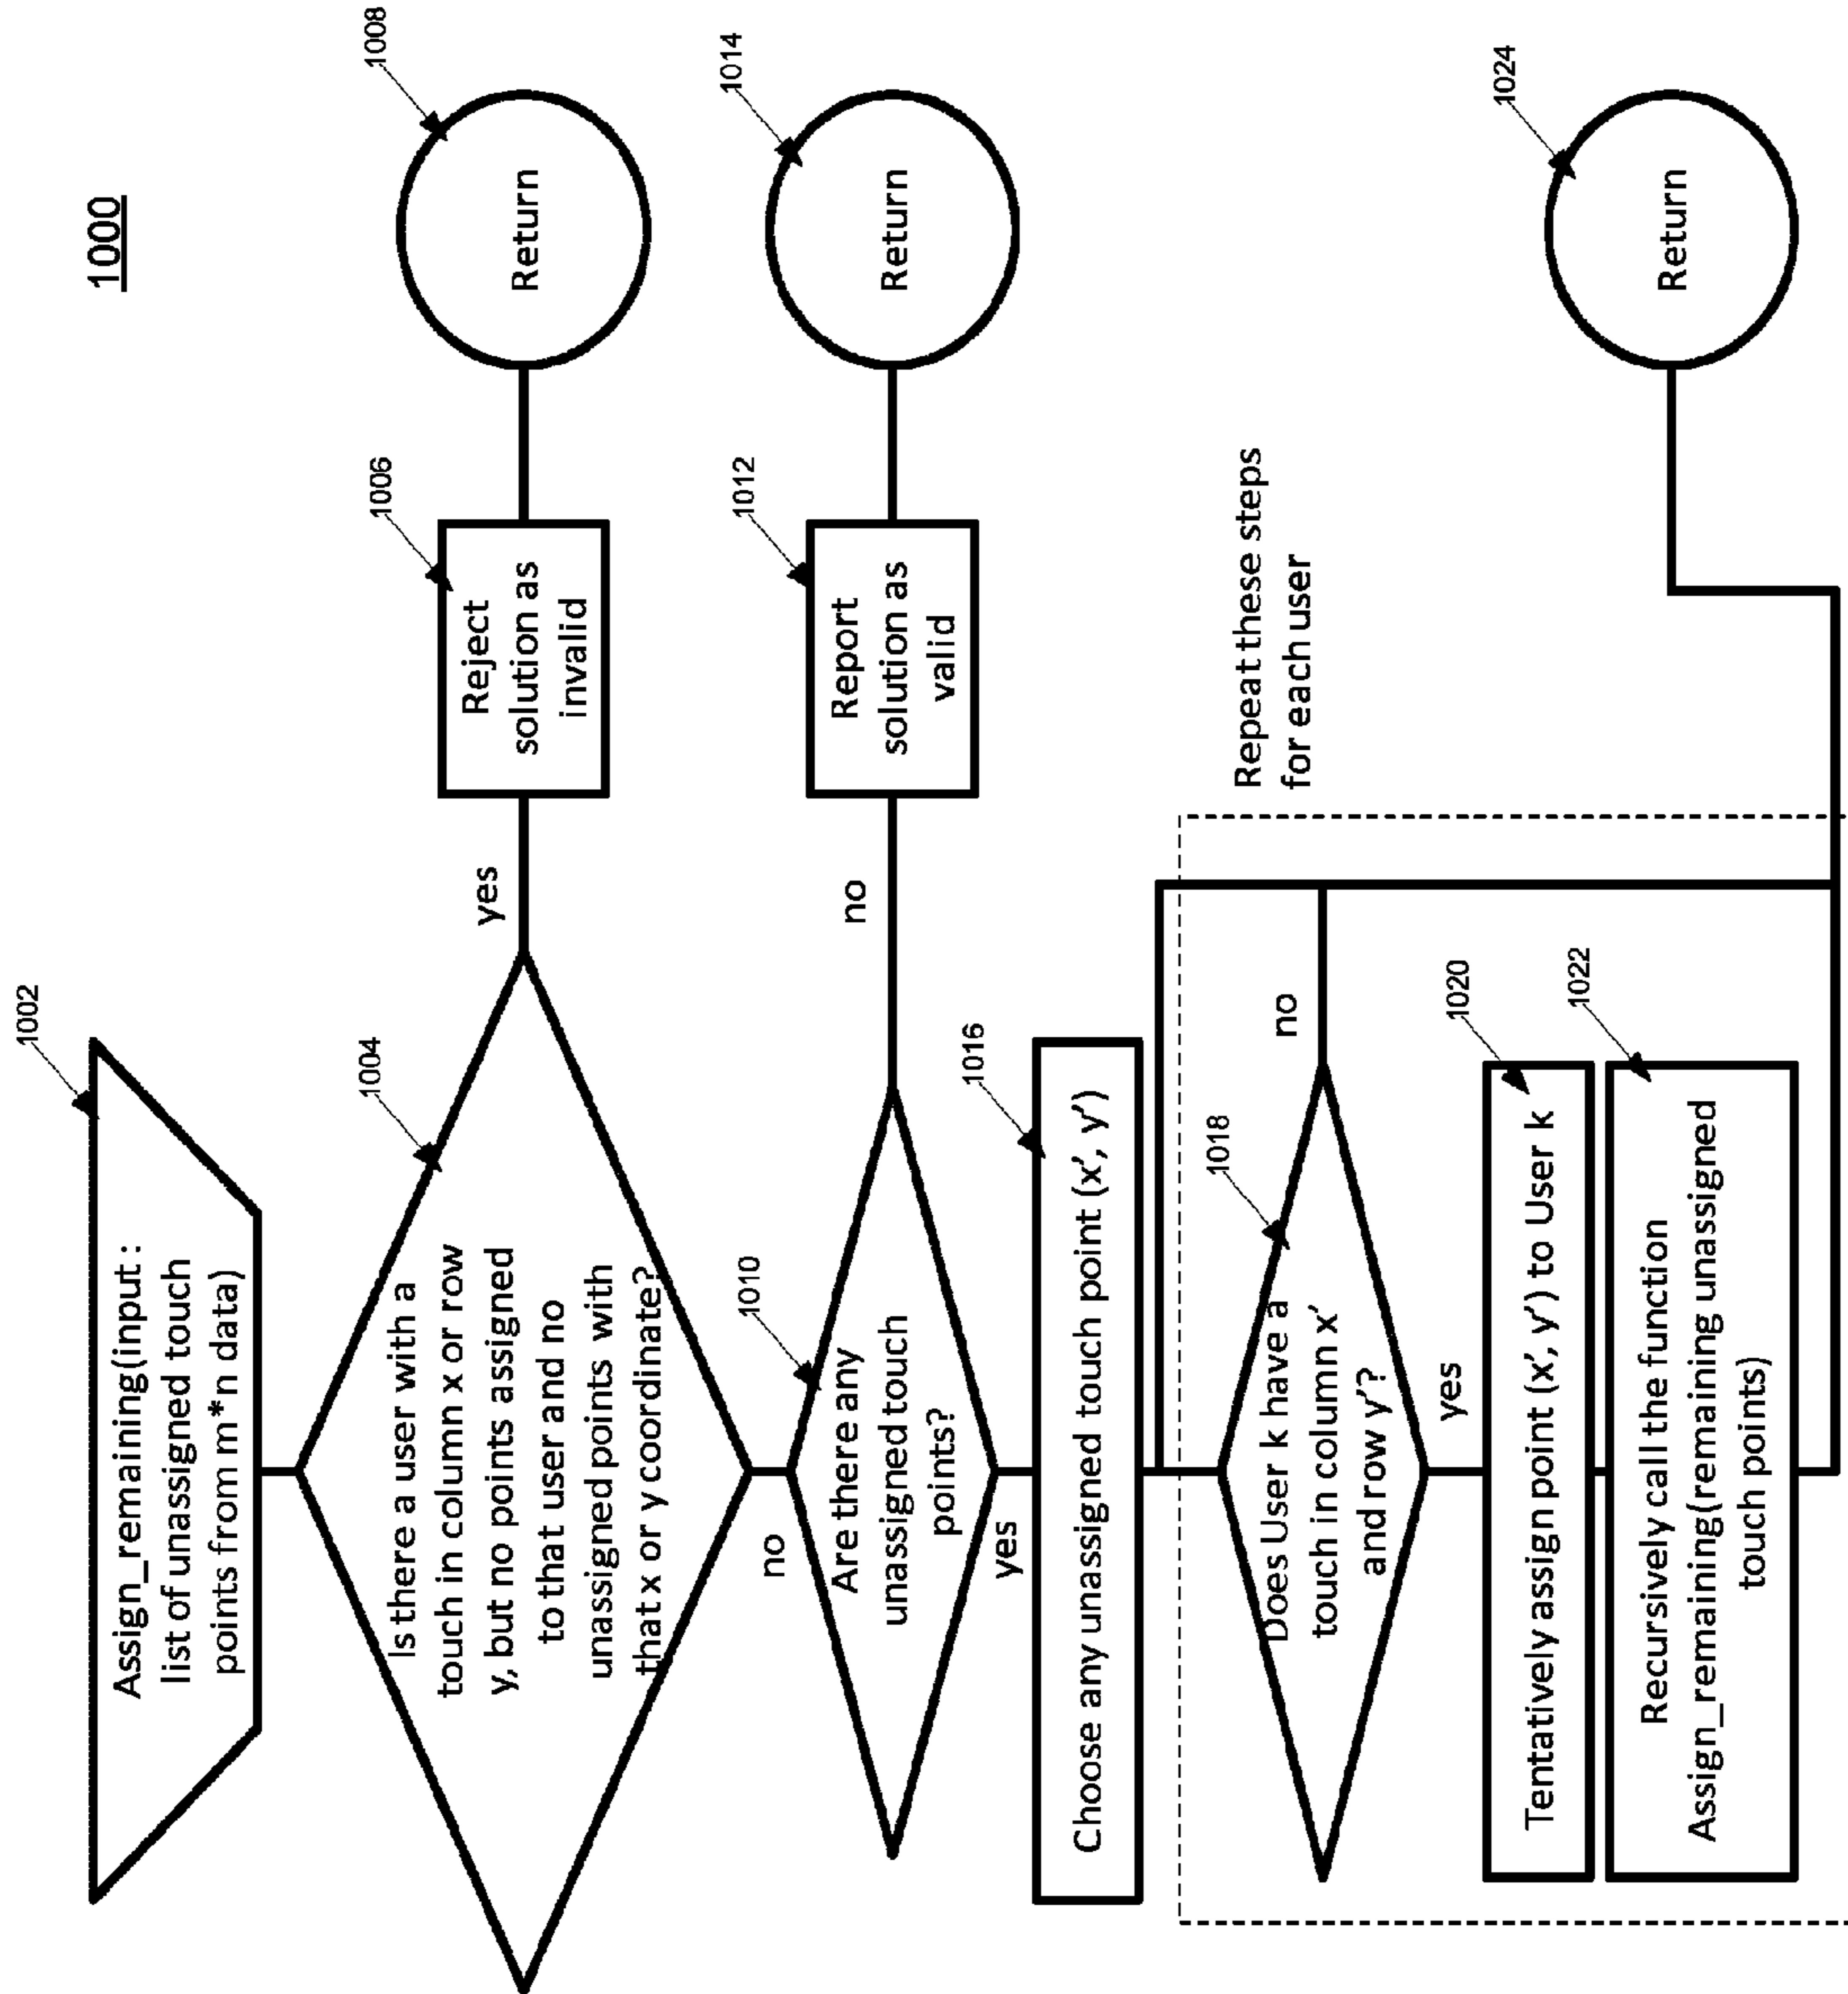 1000
1002
Assign_remaining(input :
list of unassigned touch
points from m*n data)
1004
Is there a user with a
touch in column x or row
y, but no points assigned
to that user and no
unassigned points with
that x or y coordinate?
yes
1006
Reject
solution as
invalid
1008
Return
no
1010
Are there any
unassigned touch
points?
no
1012
Report
solution as
valid
1014
Return
yes
1016
Choose any unassigned touch point (x’, y’)
Repeat these steps
for each user
1018
Does User k have a
touch in column x’
and row y’?
no
yes
1020
Tentatively assign point (x’, y’) to User k
1022
Recursively call the function
Assign_remaining(remaining unassigned
touch points)
1024
Return